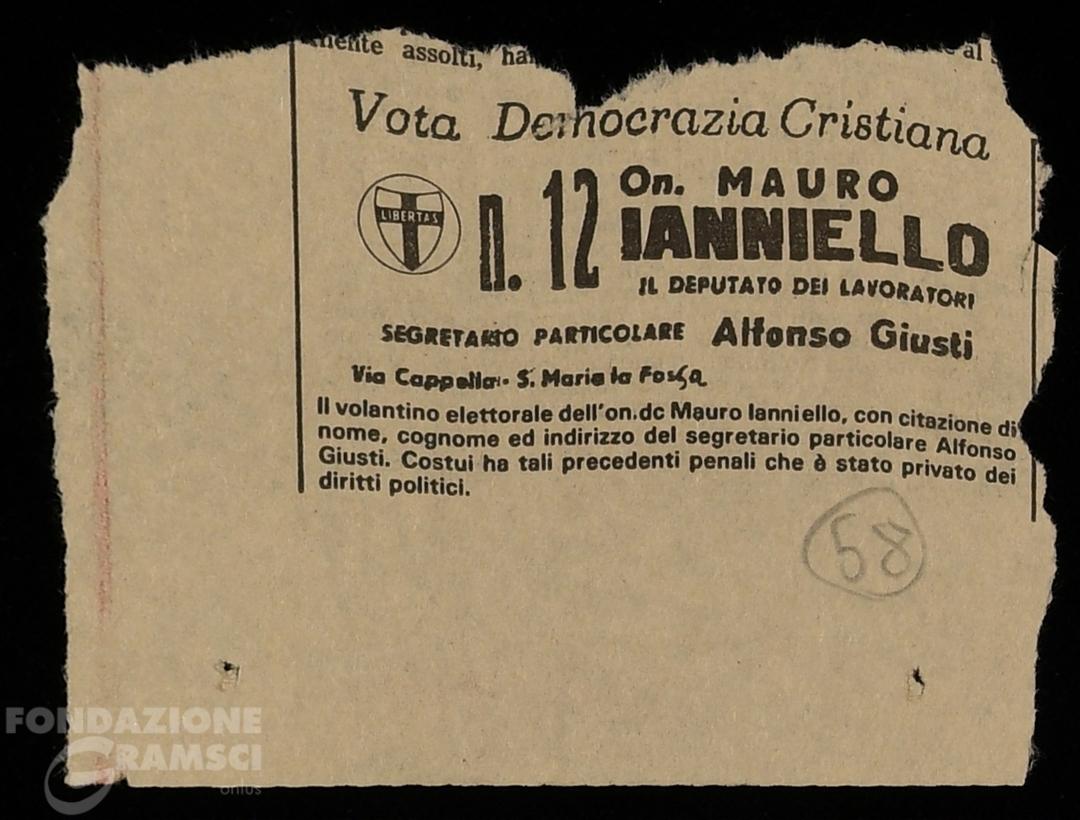 mente assolti, ha
al
Vota Democrazia Cristiana
LIBERTAS
n. 12
On. MAURO
IANNIELLO
IL DEPUTATO DEI LAVORATORI
SEGRETARIO PARTICOLARE Alfonso Giusti
Via Cappella - S. Maria la Fossa
Il volantino elettorale dell'on.dc Mauro Ianniello, con citazione di
nome, cognome ed indirizzo del segretario particolare Alfonso
Giusti. Costui ha tali precedenti penali che è stato privato dei
diritti politici.
58
FONDAZIONE
GRAMSCI
onlus